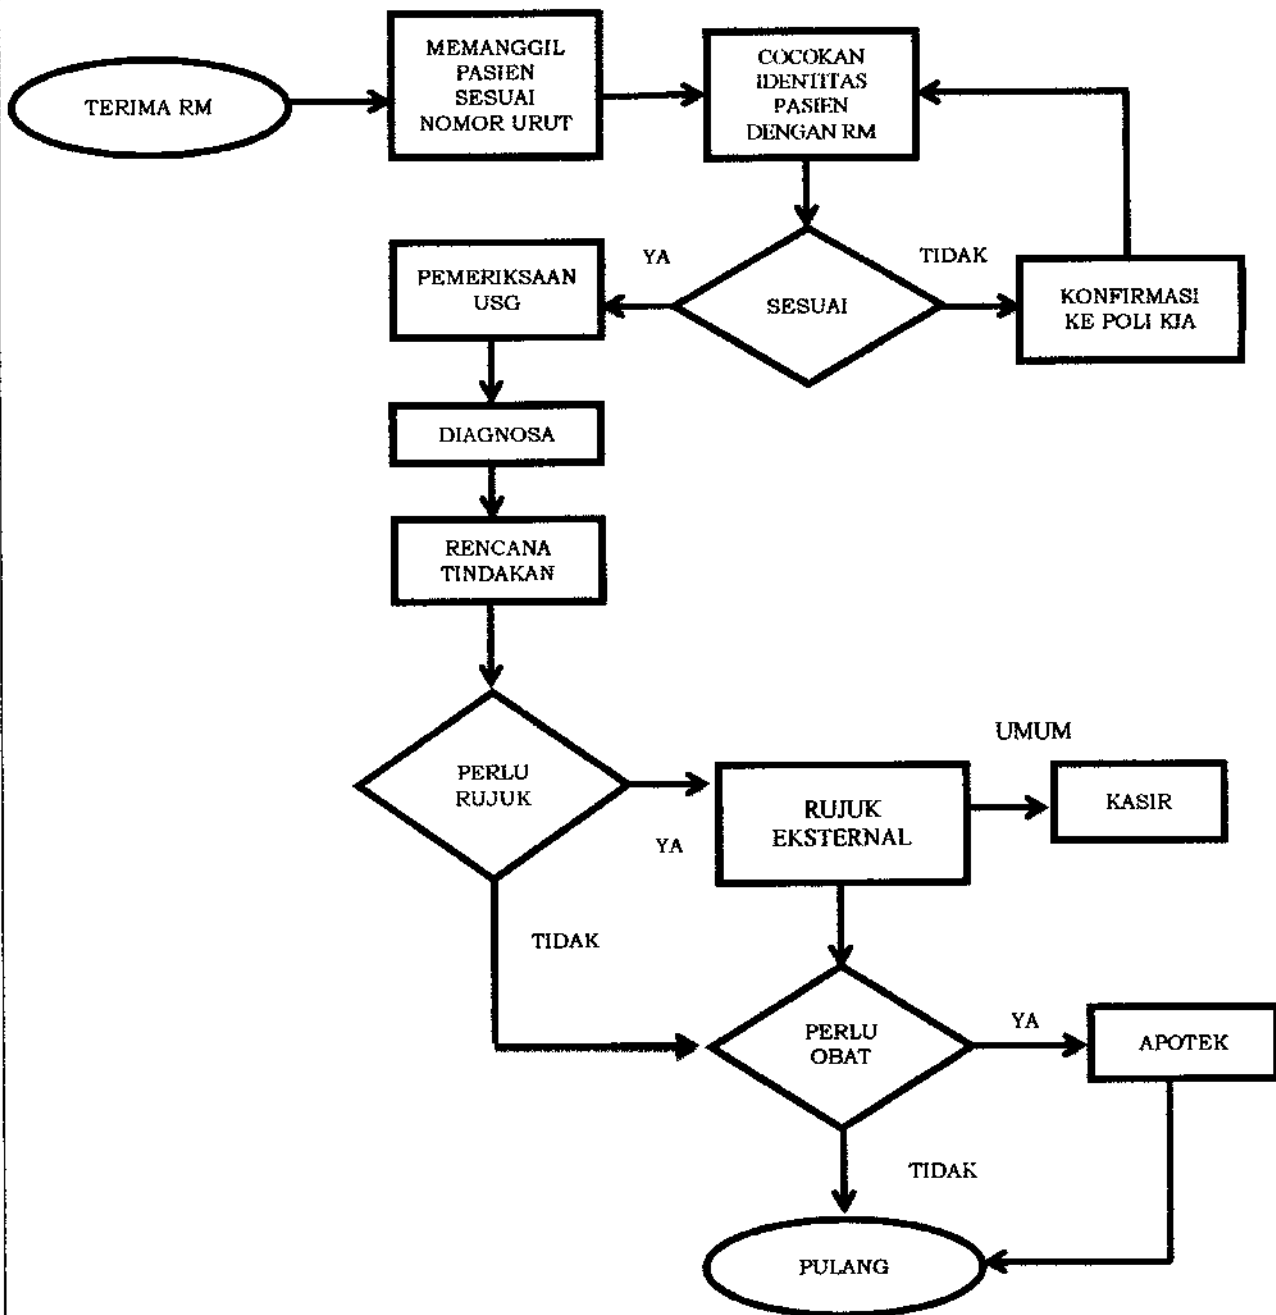 TERIMA RM
MEMANGGIL
PASIEN
SESUAI
NOMOR URUT
COCOKAN
IDENTITAS
PASIEN
DENGAN RM
YA
TIDAK
PEMERIKSAAN
USG
SESUAI
KONFIRMASI
KE POLI KIA
DIAGNOSA
RENCANA
TINDAKAN
PERLU
RUJUK
YA
RUJUK
EKSTERNAL
UMUM
KASIR
TIDAK
PERLU
OBAT
YA
APOTEK
TIDAK
PULANG